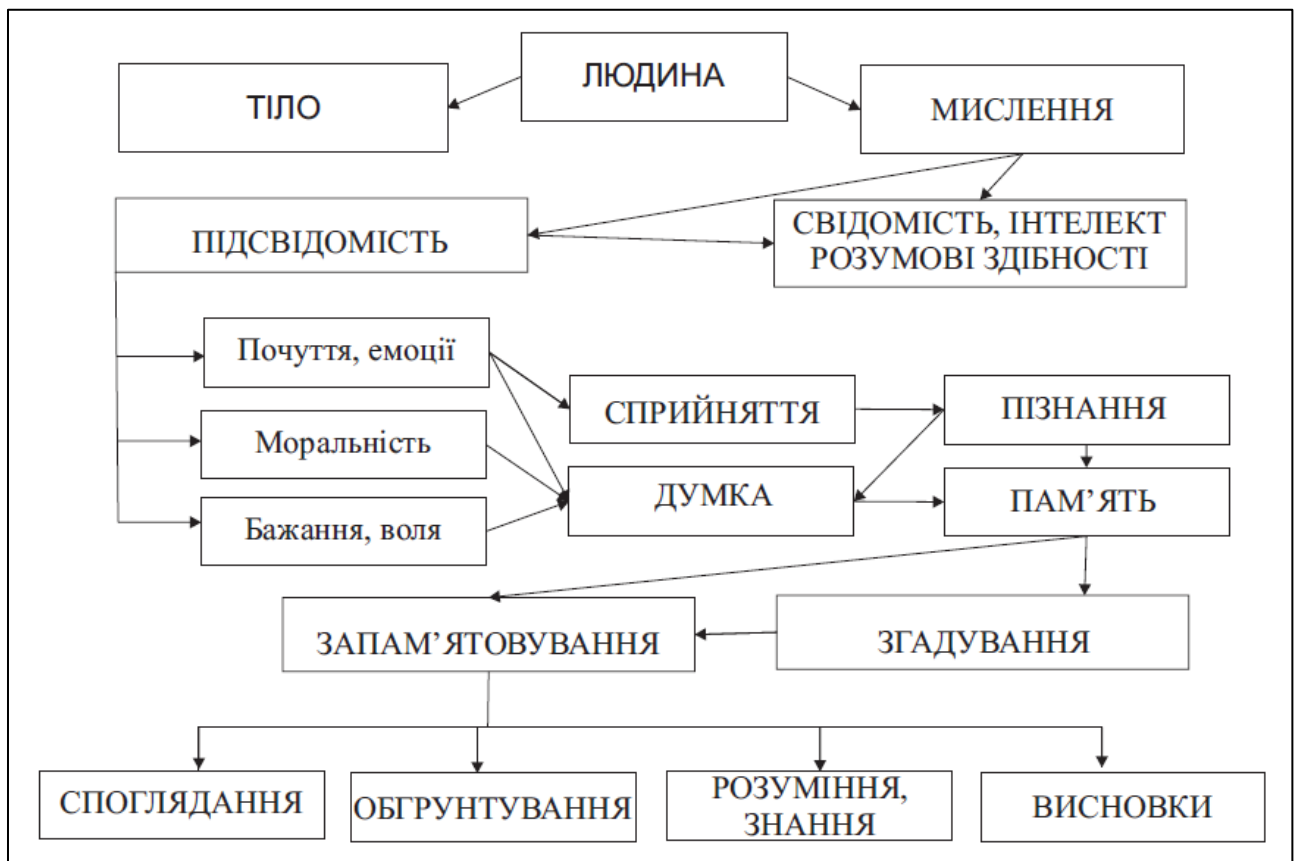 ЛЮДИНА
ТІЛО
МИСЛЕННЯ
ПІДСВІДОМІСТЬ
СВІДОМІСТЬ, ІНТЕЛЕКТ
РОЗУМОВІ ЗДІБНОСТІ
Почуття, емоції
СПРИЙНЯТТЯ
ПІЗНАННЯ
Моральність
ДУМКА
ПАМ’ЯТЬ
Бажання, воля
ЗАПАМ’ЯТОВУВАННЯ
ЗГАДУВАННЯ
СПОГЛЯДАННЯ
ОБГРУНТУВАННЯ
РОЗУМІННЯ,
ЗНАННЯ
ВИСНОВКИ